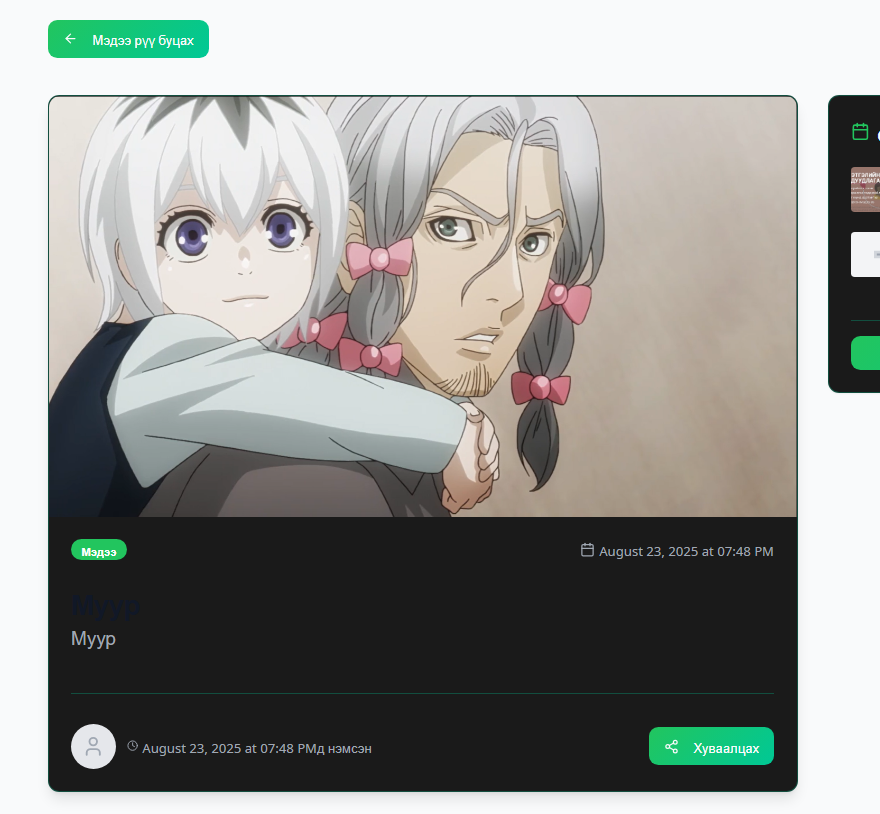 Мэдээ рүү буцах
Мэдээ
August 23, 2025 at 07:48 PM
Муур
Муур
August 23, 2025 at 07:48 PMд нэмсэн
Хуваалцах